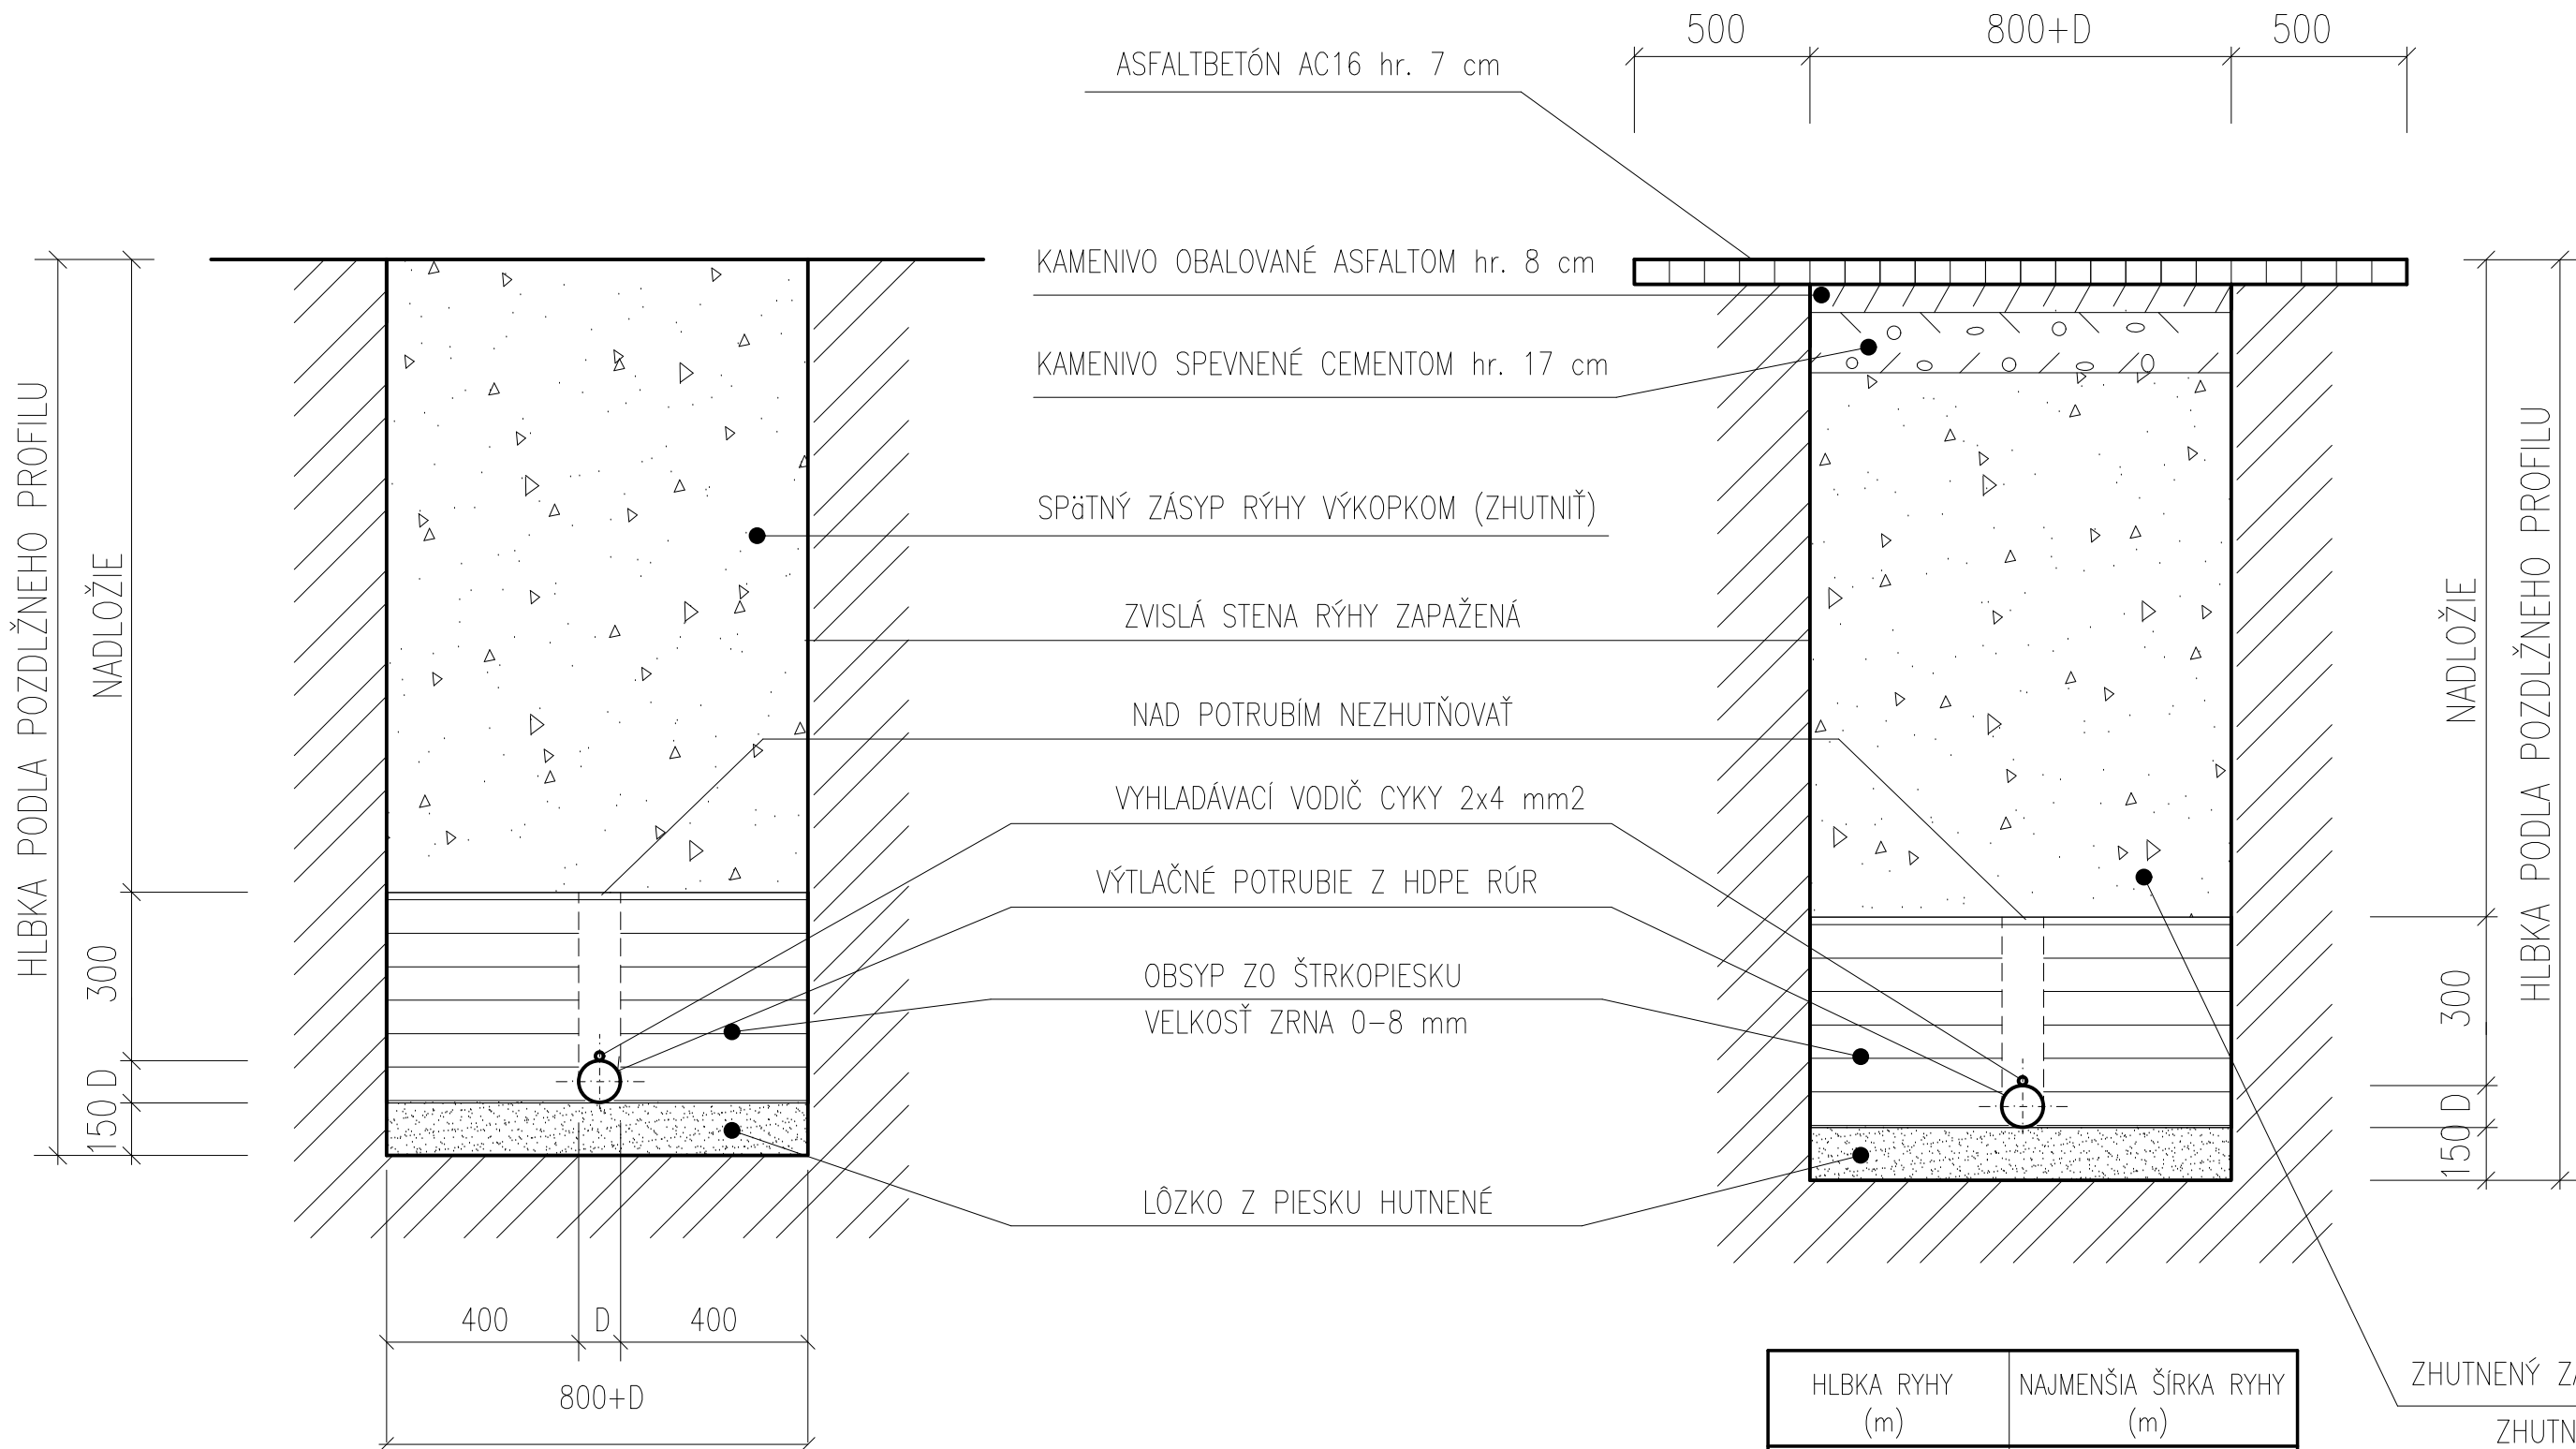 500
800+D
500
ASFALTBETÓN AC16 hr. 7 cm
KAMENIVO OBALOVANÉ ASFALTOM hr. 8 cm
KAMENIVO SPEVNENÉ CEMENTOM hr. 17 cm
SPäTNÝ ZÁSYP RÝHY VÝKOPKOM (ZHUTNIŤ)
ZVISLÁ STENA RÝHY ZAPAŽENÁ
NAD POTRUBÍM NEZHUTŇOVAŤ
VYHLADÁVACÍ VODIČ CYKY 2x4 mm2
VÝTLAČNÉ POTRUBIE Z HDPE RÚR
OBSYP ZO ŠTRKOPIESKU
VELKOSŤ ZRNA 0-8 mm
LÔZKO Z PIESKU HUTNENÉ
HLBKA PODLA POZDLŽNEHO PROFILU
NADLOŽIE
300
D
150
400
D
400
800+D
NADLOŽIE
300
D
150
HLBKA PODLA POZDLŽNEHO PROFILU
HLBKA RYHY
(m)
NAJMENŠIA ŠÍRKA RYHY
(m)
ZHUTNENÝ